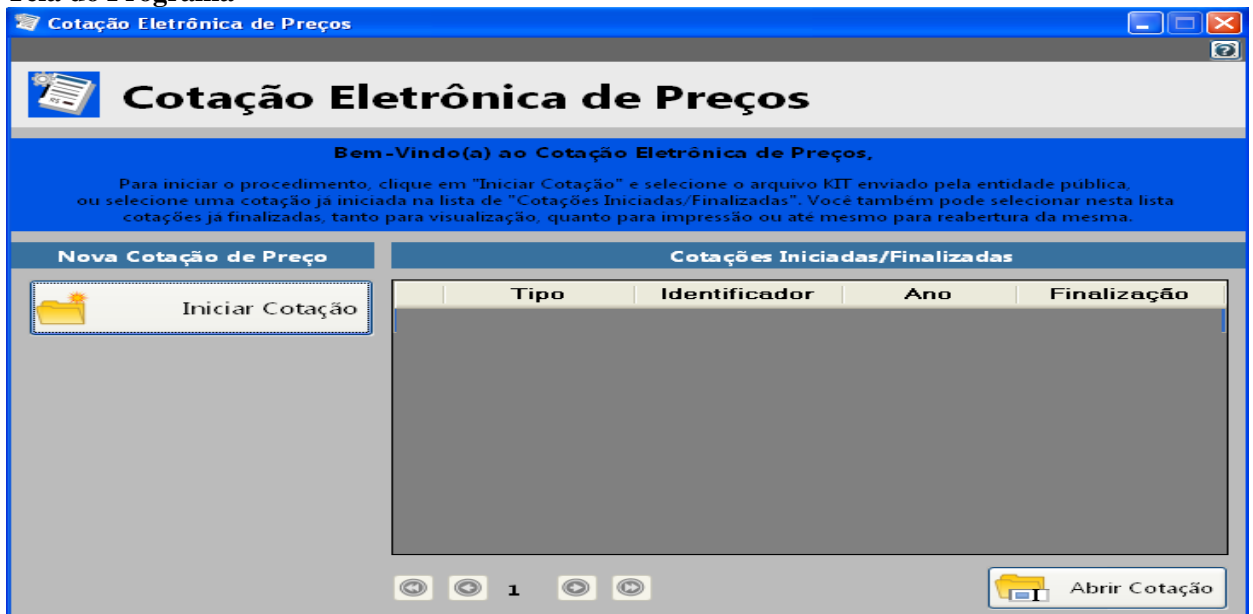 Tela do Programa
Cotação Eletrônica de Preços
Cotação Eletrônica de Preços
Bem-Vindo(a) ao Cotação Eletrônica de Preços,
Para iniciar o procedimento, clique em "Iniciar Cotação" e selecione o arquivo KIT enviado pela entidade pública,
ou selecione uma cotação já iniciada na lista de "Cotações Iniciadas/Finalizadas". Você também pode selecionar nesta lista
cotações já finalizadas, tanto para visualização, quanto para impressão ou até mesmo para reabertura da mesma.
Nova Cotação de Preço
Cotações Iniciadas/Finalizadas
Iniciar Cotação
Tipo Identificador Ano Finalização
1
Abrir Cotação